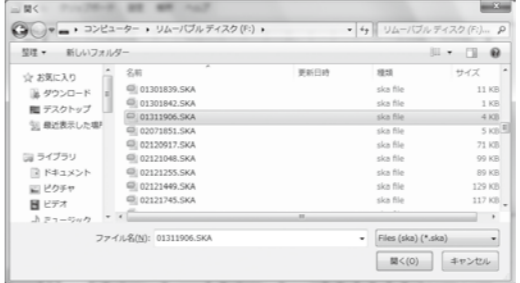 開く
コンピューター ▸ リムーバブル ディスク (F:) ▸
リムーバブル ディスク (F:)...
整理 ▾ 新しいフォルダー
お気に入り
ダウンロード
デスクトップ
最近表示した場所
ライブラリ
ドキュメント
ピクチャ
ビデオ
ミュージック
名前 更新日時 種類 サイズ
01301839.SKA ska file 11 KB
01301842.SKA ska file 1 KB
01311906.SKA ska file 4 KB
02071851.SKA ska file 5 KB
02120917.SKA ska file 71 KB
02121048.SKA ska file 99 KB
02121255.SKA ska file 89 KB
02121449.SKA ska file 129 KB
02121745.SKA ska file 117 KB
ファイル名(N): 01311906.SKA
Files (ska) (*.ska)
開く(O) キャンセル